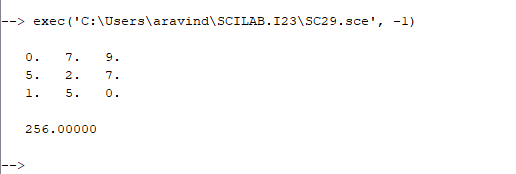 --> exec('C:\Users\aravind\SCILAB.I23\SC29.sce', -1)
0. 7. 9.
5. 2. 7.
1. 5. 0.
256.00000
-->